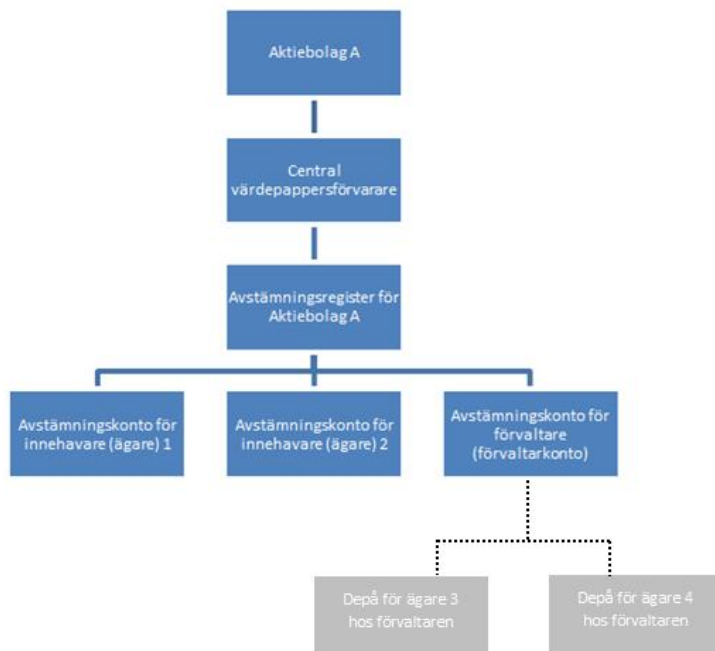 Aktiebolag A
Central
värdepappersförvarare
Avstämningsregister för
Aktiebolag A
Avstämningskonto för
innehavare (ägare) 1
Avstämningskonto för
innehavare (ägare) 2
Avstämningskonto för
förvaltare
(förvaltarkonto)
Depå för ägare 3
hos förvaltaren
Depå för ägare 4
hos förvaltaren